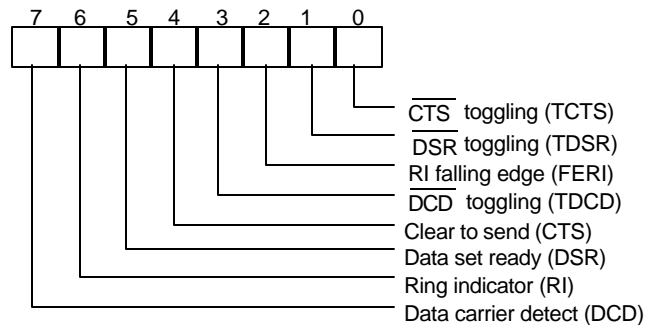 7 6 5 4 3 2 1 0
CTS toggling (TCTS)
DSR toggling (TDSR)
RI falling edge (FERI)
DCD toggling (TDCD)
Clear to send (CTS)
Data set ready (DSR)
Ring indicator (RI)
Data carrier detect (DCD)